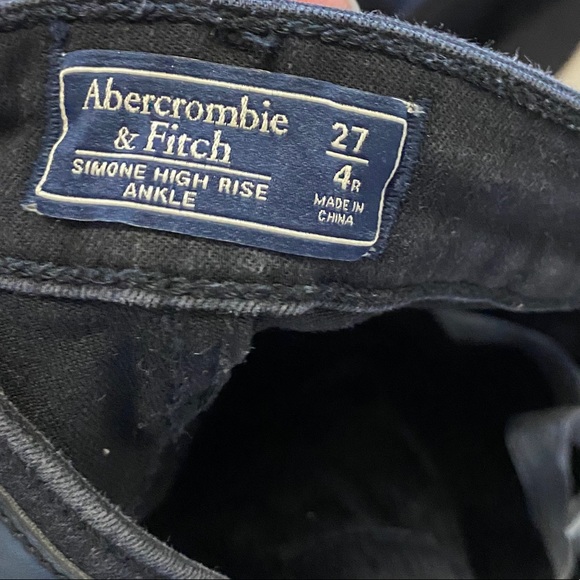 Abercrombie
& Fitch
SIMONE HIGH RISE
ANKLE
27
4R
MADE IN
CHINA